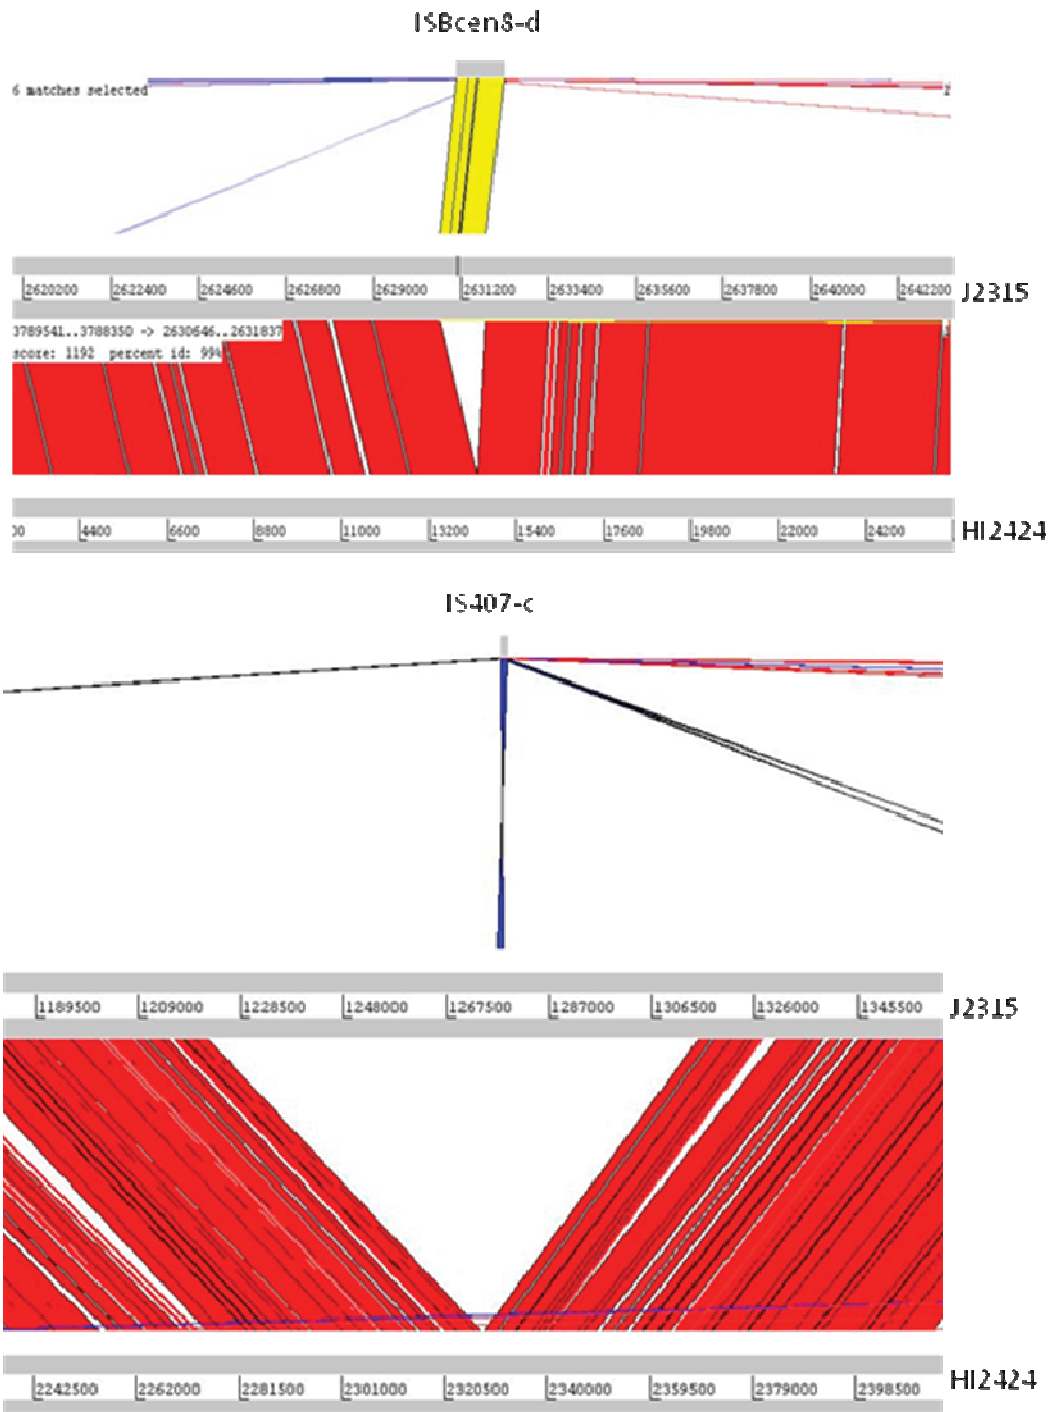 ISBcen8-d
6 matches selected
2620200 2622400 2624600 2626800 2629000 2631200 2633400 2635600 2637800 2640000 2642200 J2315
3789541..3788350 -> 2630646..2631837
score: 1192 percent id: 99%
00 4400 6600 8800 11000 13200 15400 17600 19800 22000 24200 HI2424
IS407-c
1189500 1209000 1228500 1248000 1267500 1287000 1306500 1326000 1345500 J2315
2242500 2262000 2281500 2301000 2320500 2340000 2359500 2379000 2398500 HI2424